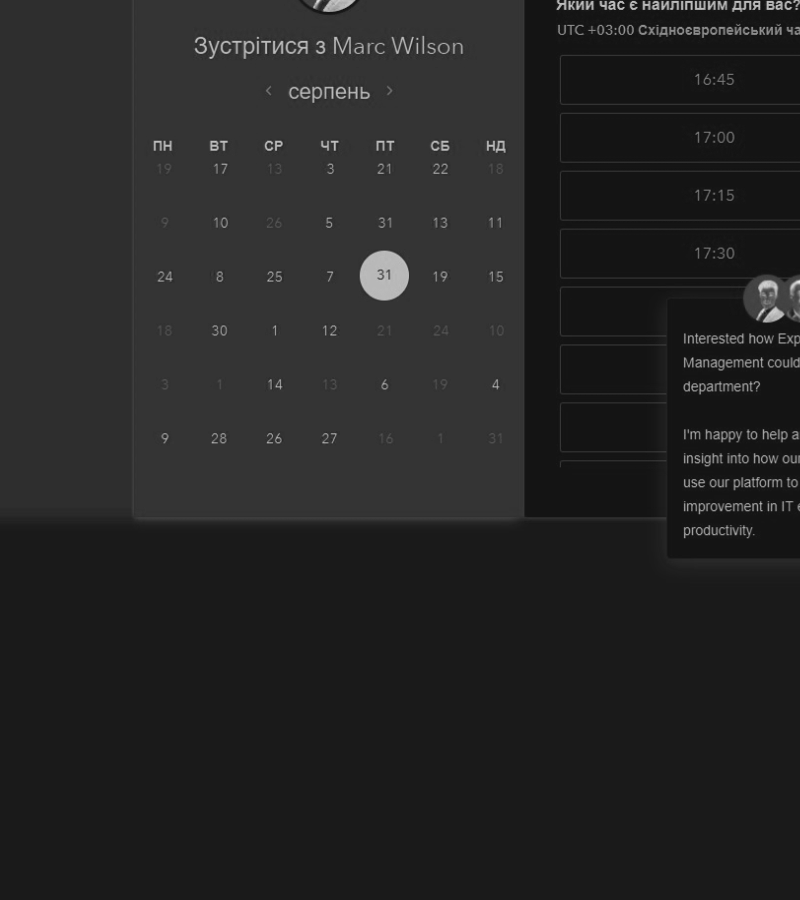 Зустрітися з Marc Wilson
серпень
ПН ВТ СР ЧТ ПТ СБ НД
19 17 13 3 21 22 18
9 10 26 5 31 13 11
24 8 25 7 31 19 15
18 30 1 12 21 24 10
3 1 14 13 6 19 4
9 28 26 27 16 1 31
Який час є найліпшим для вас?
UTC +03:00 Східноєвропейський ча
16:45
17:00
17:15
17:30
Interested how Exp
Management could
department?
I'm happy to help a
insight into how ou
use our platform to
improvement in IT e
productivity.